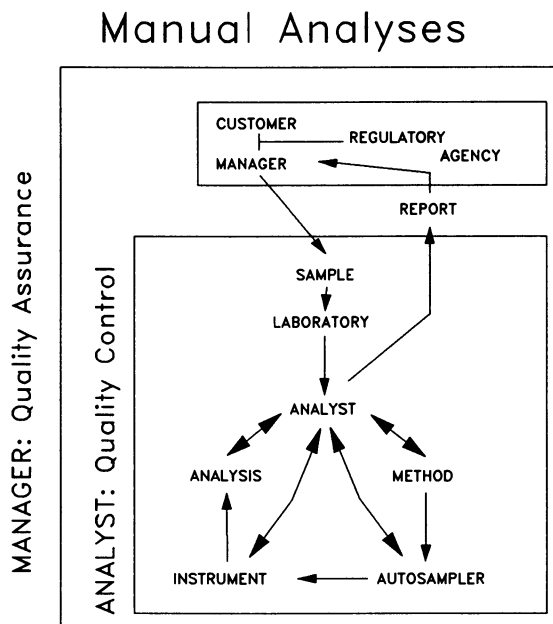 Manual Analyses
MANAGER: Quality Assurance
ANALYST: Quality Control
CUSTOMER
REGULATORY
AGENCY
MANAGER
REPORT
SAMPLE
LABORATORY
ANALYST
ANALYSIS
METHOD
INSTRUMENT
AUTOSAMPLER